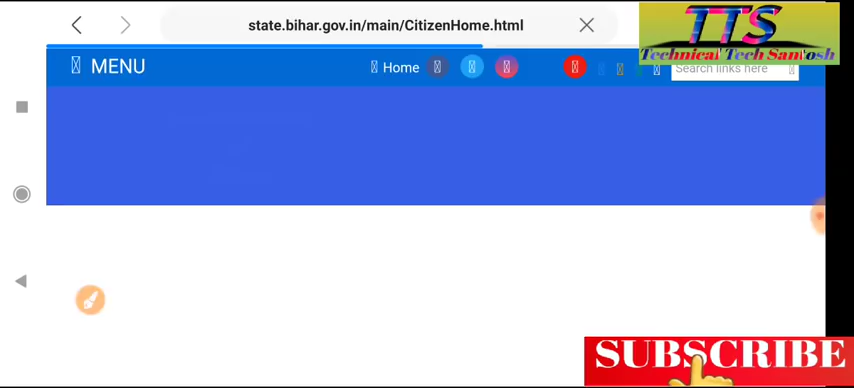 state.bihar.gov.in/main/CitizenHome.html
TTS
Technical Tech Santosh
MENU
Home
Search links here
SUBSCRIBE